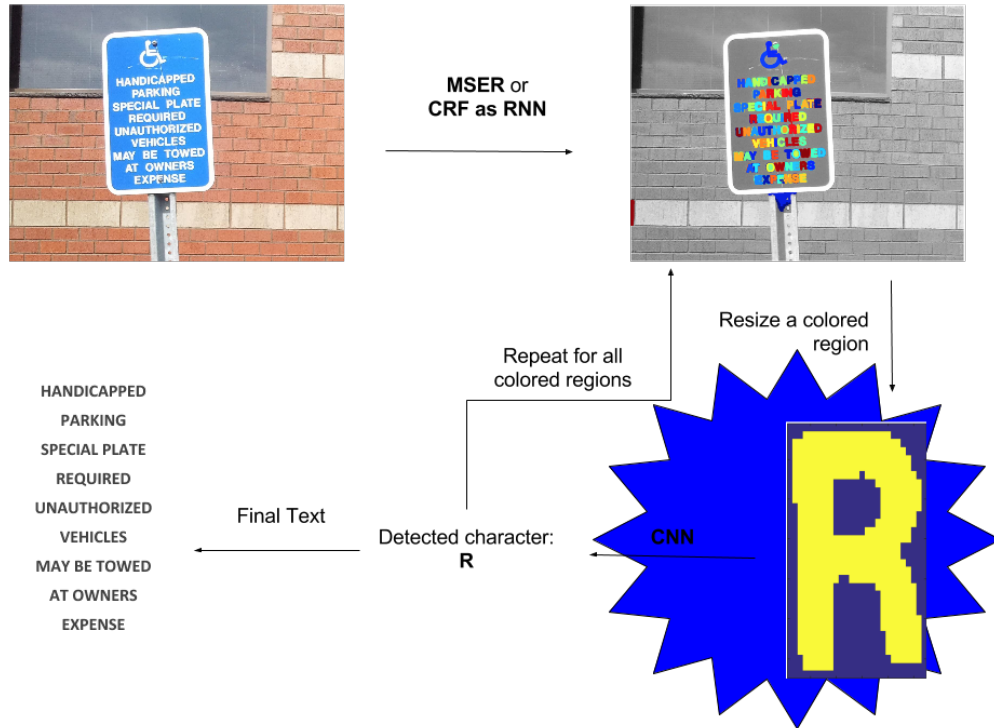 HANDICAPPED
PARKING
SPECIAL PLATE
REQUIRED
UNAUTHORIZED
VEHICLES
MAY BE TOWED
AT OWNERS
EXPENSE
MSER or
CRF as RNN
HANDICAPPED
PARKING
SPECIAL PLATE
REQUIRED
UNAUTHORIZED
VEHICLES
MAY BE TOWED
AT OWNERS
EXPENSE
Resize a colored
region
Repeat for all
colored regions
R
CNN
Detected character:
R
Final Text
HANDICAPPED
PARKING
SPECIAL PLATE
REQUIRED
UNAUTHORIZED
VEHICLES
MAY BE TOWED
AT OWNERS
EXPENSE